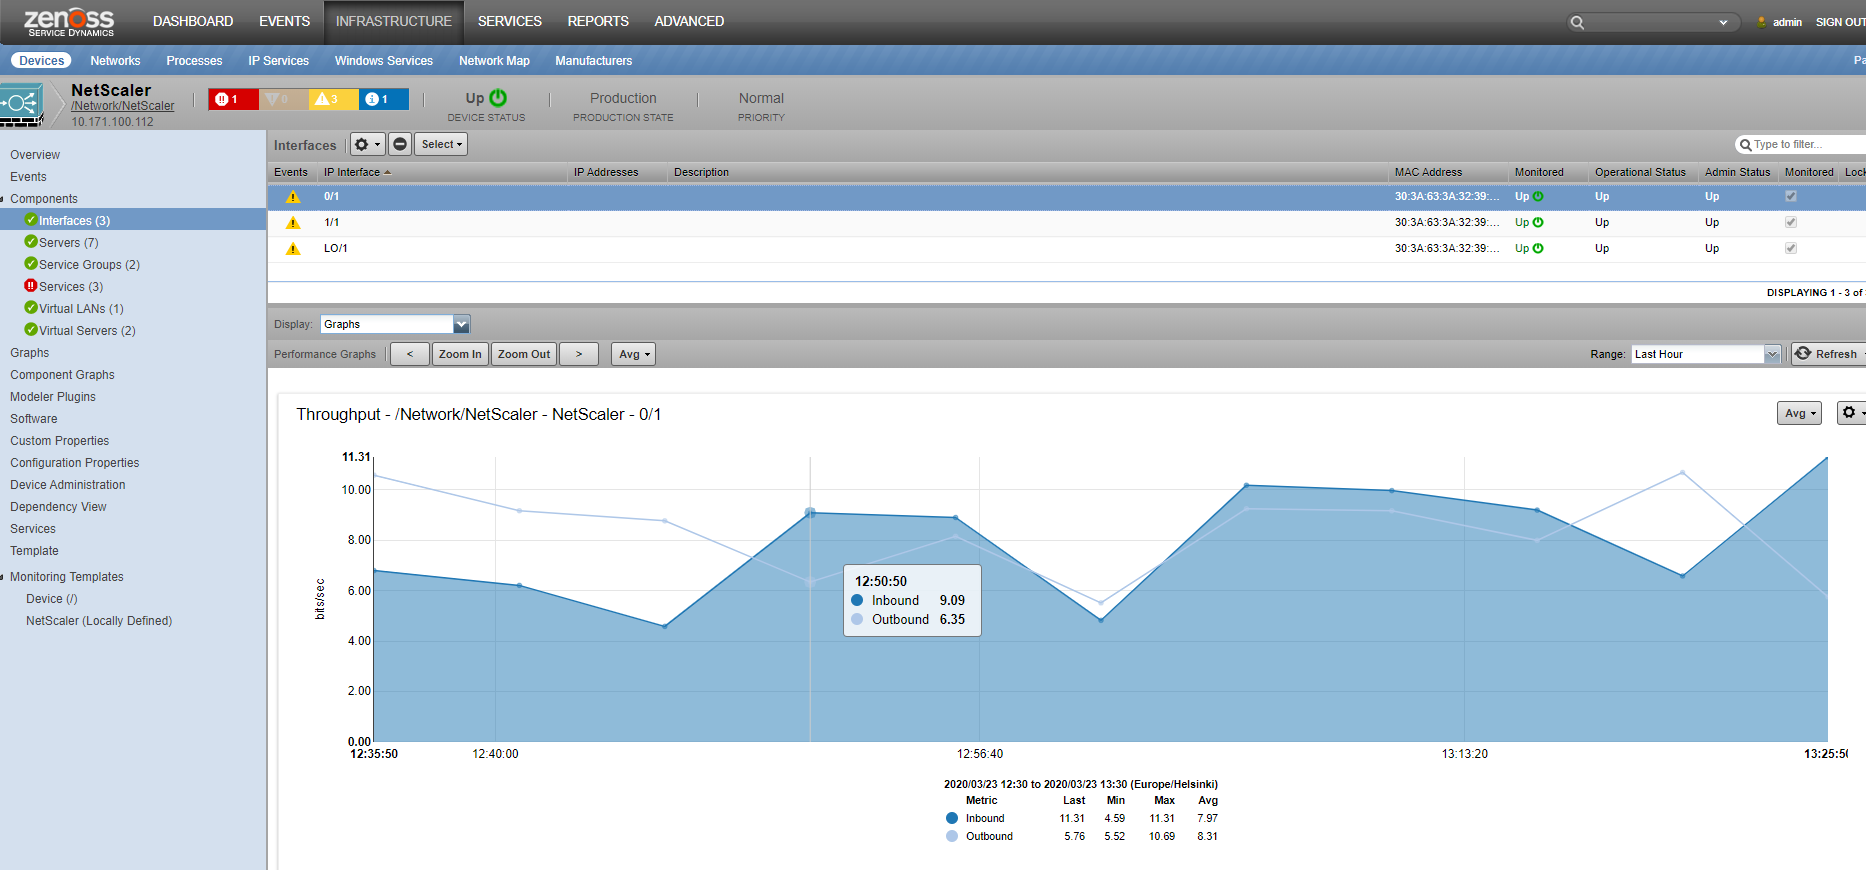 zenoss
SERVICE DYNAMICS
DASHBOARD EVENTS INFRASTRUCTURE SERVICES REPORTS ADVANCED
admin SIGN OUT
Devices Networks Processes IP Services Windows Services Network Map Manufacturers
NetScaler
/Network/NetScaler
10.171.100.112
1 0 3 1
Up
DEVICE STATUS
Production
PRODUCTION STATE
Normal
PRIORITY
Overview
Events
Components
Interfaces (3)
Servers (7)
Service Groups (2)
Services (3)
Virtual LANs (1)
Virtual Servers (2)
Graphs
Component Graphs
Modeler Plugins
Software
Custom Properties
Configuration Properties
Device Administration
Dependency View
Services
Template
Monitoring Templates
Device (/)
NetScaler (Locally Defined)
Interfaces Select Type to filter...
Events IP Interface IP Addresses Description MAC Address Monitored Operational Status Admin Status Monitored Lock
0/1 30:3A:63:3A:32:39:... Up Up Up
1/1 30:3A:63:3A:32:39:... Up Up Up
LO/1 30:3A:63:3A:32:39:... Up Up Up
DISPLAYING 1 - 3 of
Display: Graphs
Performance Graphs < Zoom In Zoom Out > Avg Range: Last Hour Refresh
Throughput - /Network/NetScaler - NetScaler - 0/1 Avg
11.31
10.00
8.00
6.00
4.00
2.00
0.00
bits/sec
12:50:50
Inbound 9.09
Outbound 6.35
12:35:50 12:40:00 12:56:40 13:13:20 13:25:50
2020/03/23 12:30 to 2020/03/23 13:30 (Europe/Helsinki)
Metric Last Min Max Avg
Inbound 11.31 4.59 11.31 7.97
Outbound 5.76 5.52 10.69 8.31